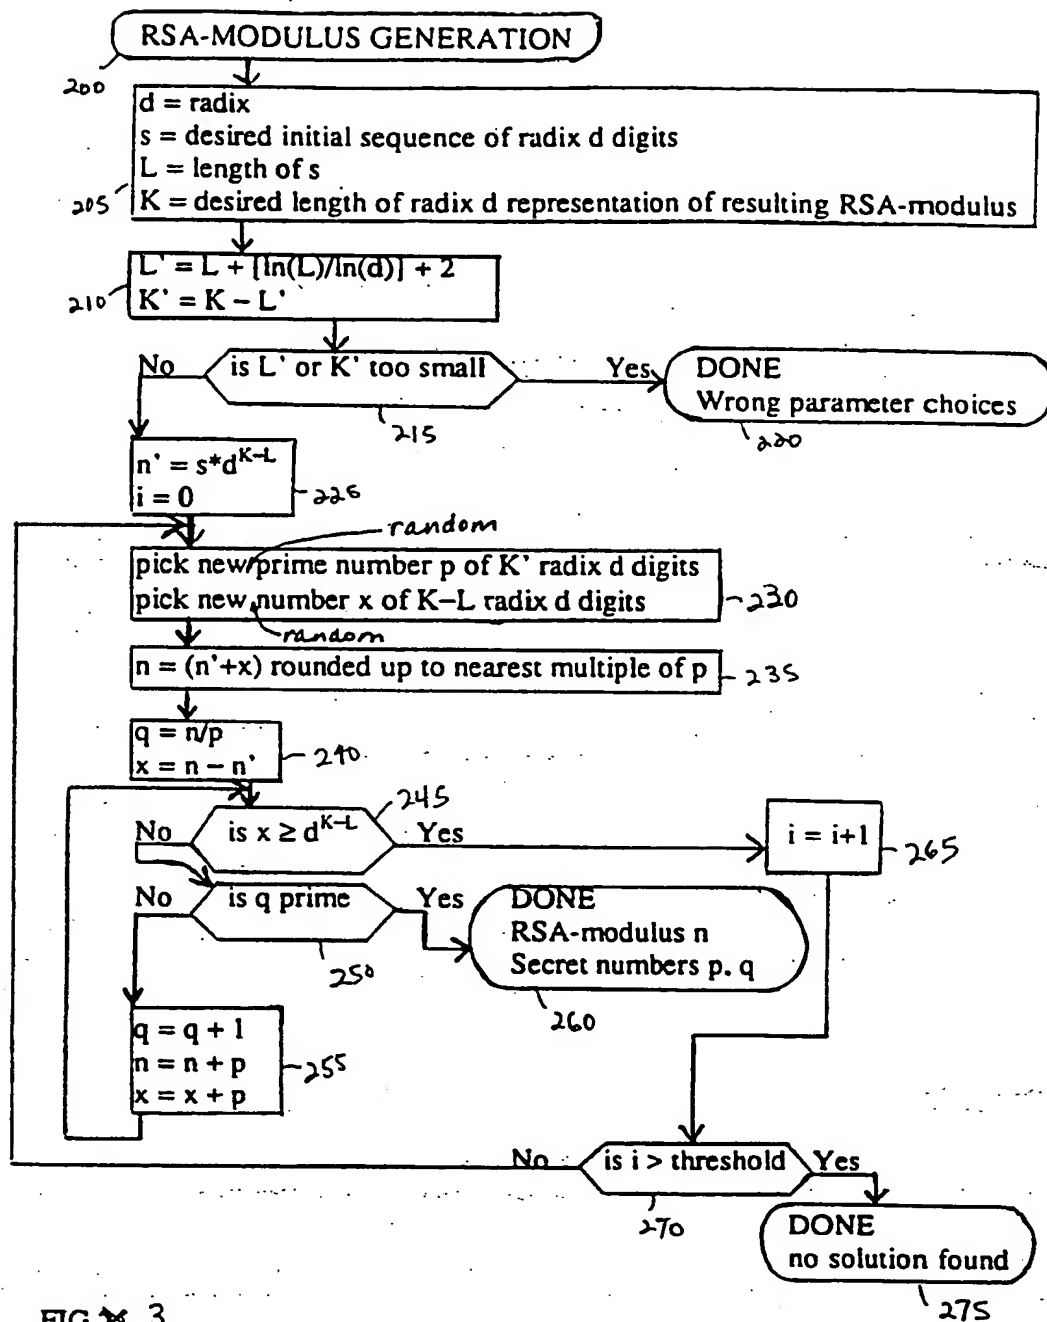 RSA-MODULUS GENERATION
200
d = radix
s = desired initial sequence of radix d digits
L = length of s
K = desired length of radix d representation of resulting RSA-modulus
205
L' = L + ⌈ln(L)/ln(d)⌉ + 2
K' = K – L'
210
is L' or K' too small
No
Yes
215
DONE
Wrong parameter choices
220
n' = s*d^{K–L}
i = 0
225
random
pick new prime number p of K' radix d digits
pick new number x of K–L radix d digits
230
random
n = (n'+x) rounded up to nearest multiple of p
235
q = n/p
x = n – n'
240
245
No
is x ≥ d^{K–L}
Yes
i = i+1
265
No
is q prime
Yes
250
DONE
RSA-modulus n
Secret numbers p. q
260
q = q + 1
n = n + p
x = x + p
255
No
is i > threshold
Yes
270
DONE
no solution found
275
FIG 3